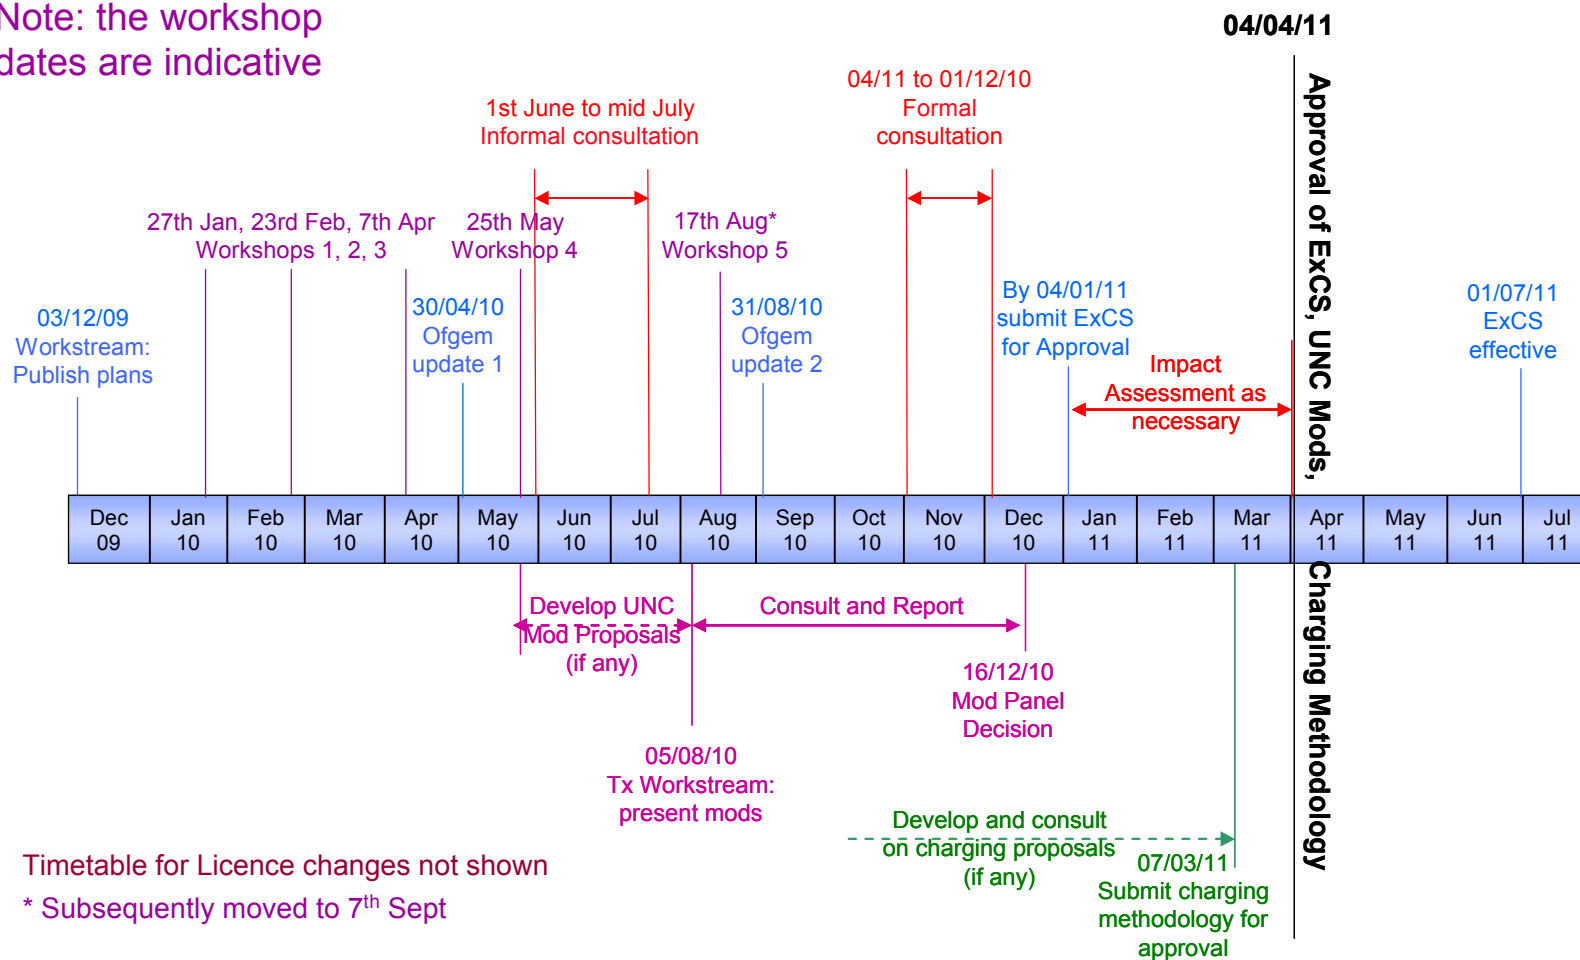 Note: the workshop
dates are indicative
04/04/11
Approval of ExCS, UNC Mods, Charging Methodology
1st June to mid July
Informal consultation
04/11 to 01/12/10
Formal
consultation
27th Jan, 23rd Feb, 7th Apr
Workshops 1, 2, 3
25th May
Workshop 4
17th Aug*
Workshop 5
03/12/09
Workstream:
Publish plans
30/04/10
Ofgem
update 1
31/08/10
Ofgem
update 2
By 04/01/11
submit ExCS
for Approval
Impact
Assessment as
necessary
01/07/11
ExCS
effective
Dec
09
Jan
10
Feb
10
Mar
10
Apr
10
May
10
Jun
10
Jul
10
Aug
10
Sep
10
Oct
10
Nov
10
Dec
10
Jan
11
Feb
11
Mar
11
Apr
11
May
11
Jun
11
Jul
11
Develop UNC
Mod Proposals
(if any)
Consult and Report
16/12/10
Mod Panel
Decision
05/08/10
Tx Workstream:
present mods
Develop and consult
on charging proposals
(if any)
07/03/11
Submit charging
methodology for
approval
Timetable for Licence changes not shown
* Subsequently moved to 7th Sept